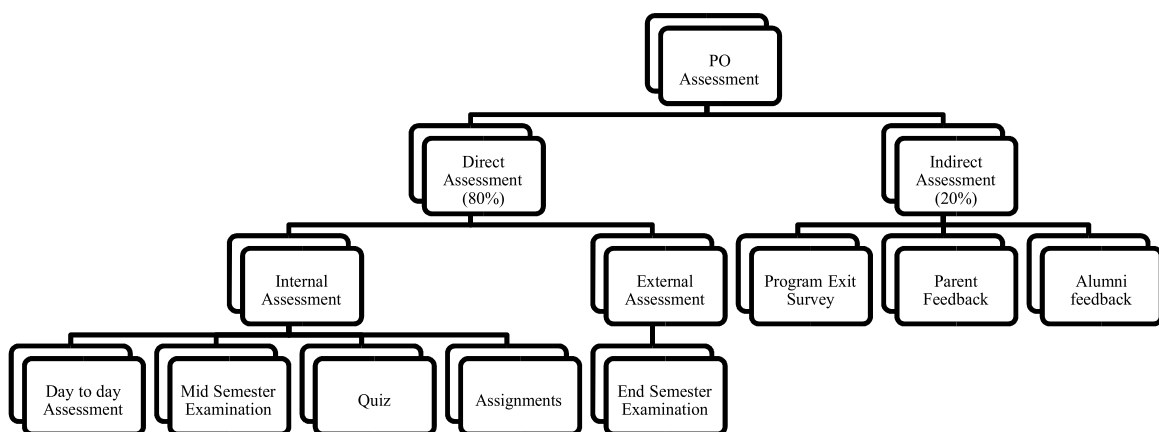 PO
Assessment
Direct
Assessment
(80%)
Indirect
Assessment
(20%)
Internal
Assessment
External
Assessment
Program Exit
Survey
Parent
Feedback
Alumni
feedback
Day to day
Assessment
Mid Semester
Examination
Quiz
Assignments
End Semester
Examination